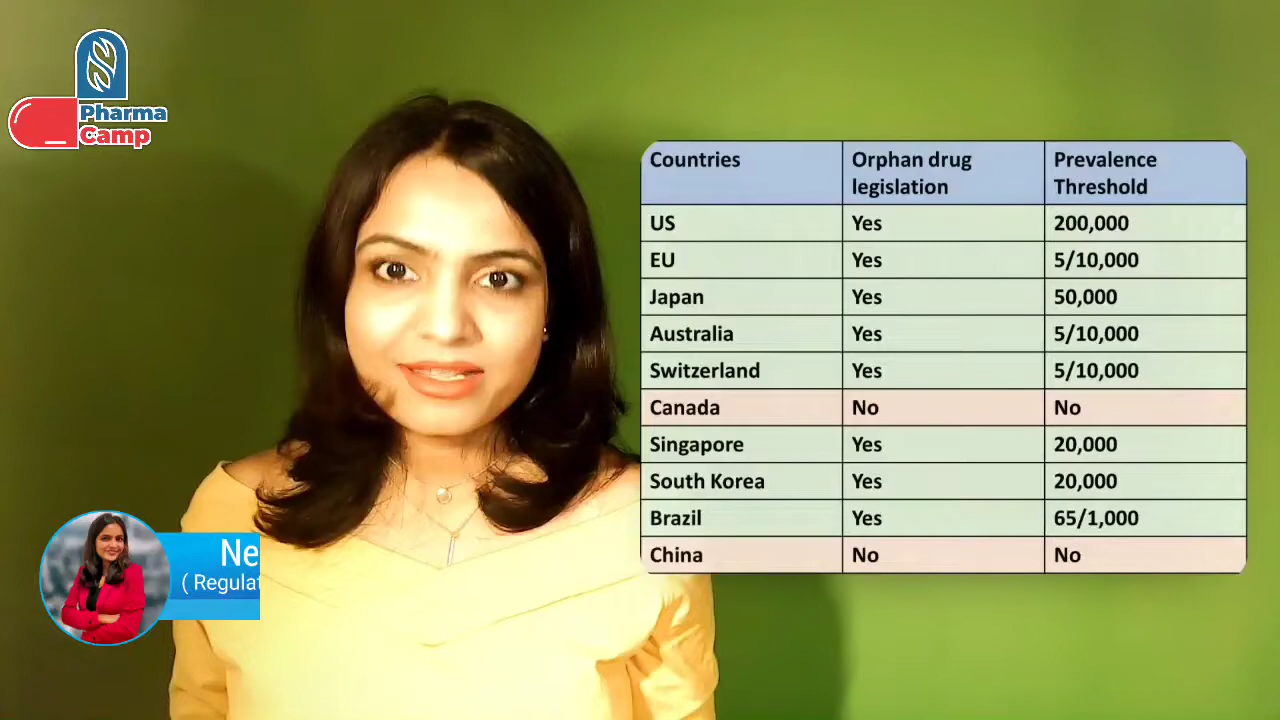 Pharma
Camp
Countries Orphan drug legislation Prevalence Threshold
US Yes 200,000
EU Yes 5/10,000
Japan Yes 50,000
Australia Yes 5/10,000
Switzerland Yes 5/10,000
Canada No No
Singapore Yes 20,000
South Korea Yes 20,000
Brazil Yes 65/1,000
China No No
Ne
( Regulat